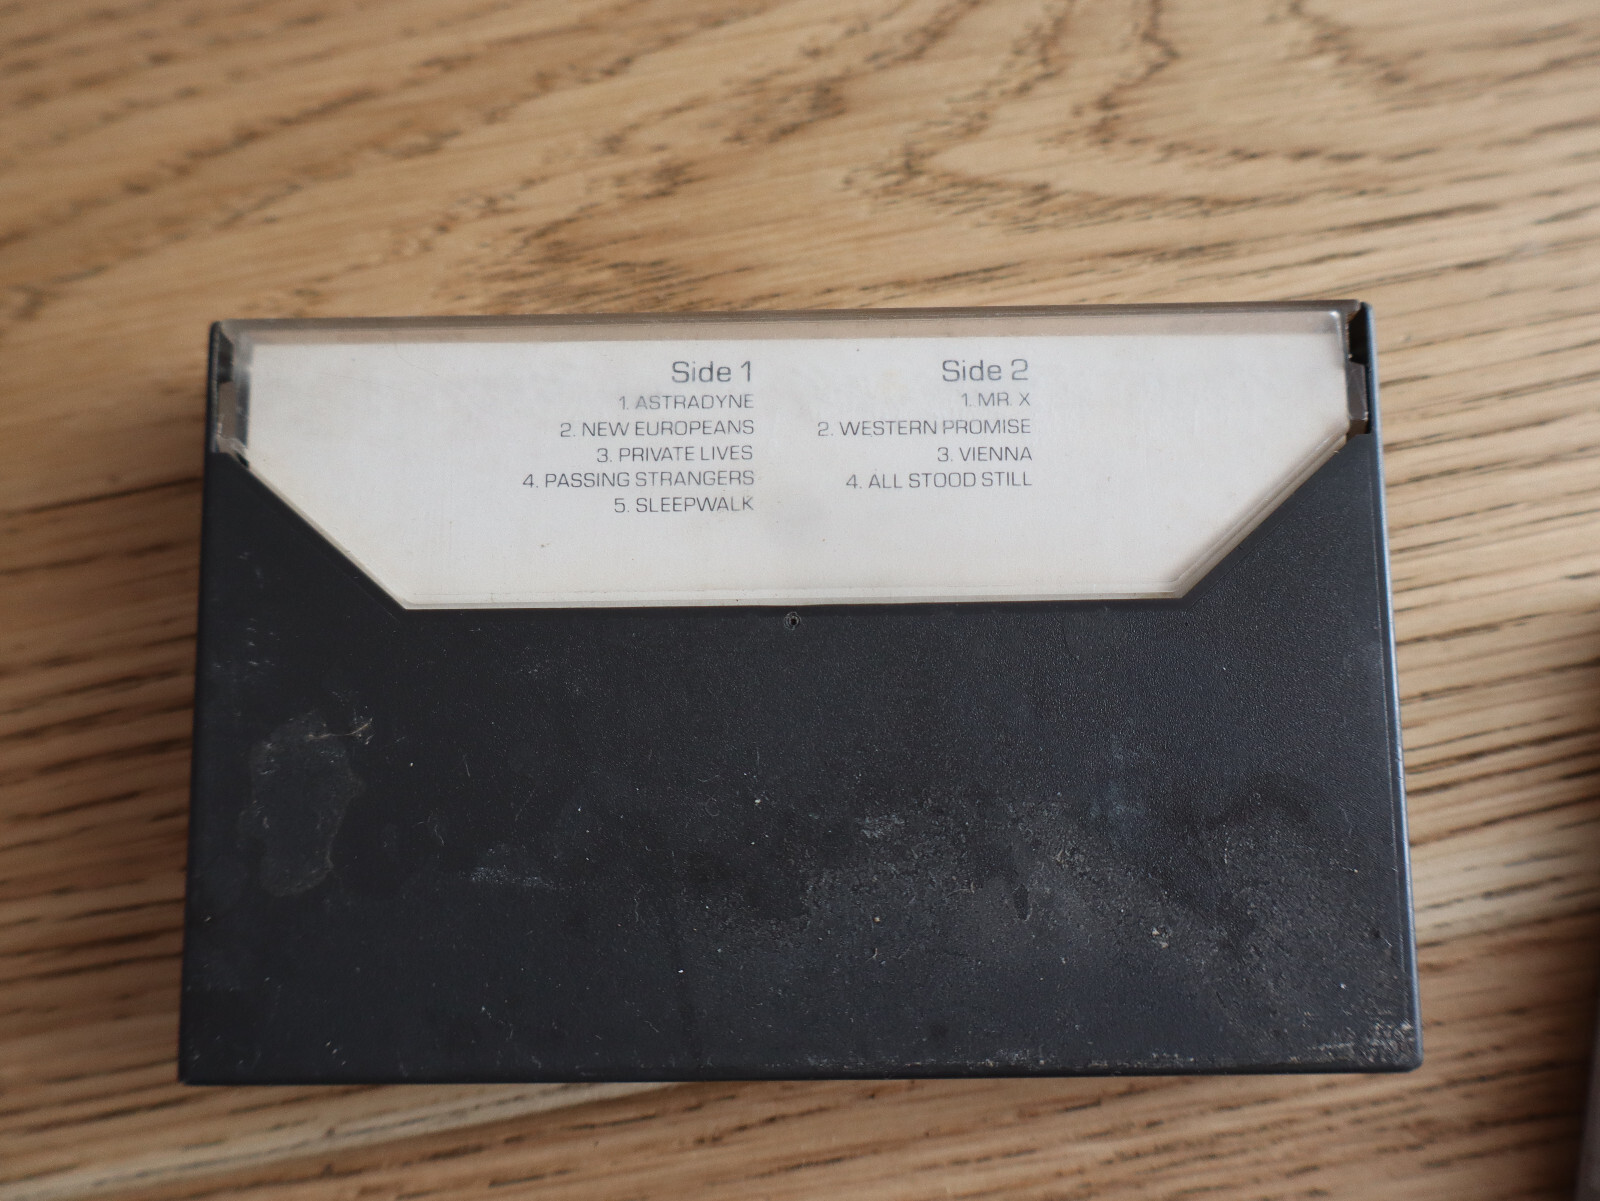 Side 1
1. ASTRADYNE
2. NEW EUROPEANS
3. PRIVATE LIVES
4. PASSING STRANGERS
5. SLEEPWALK
Side 2
1. MR. X
2. WESTERN PROMISE
3. VIENNA
4. ALL STOOD STILL